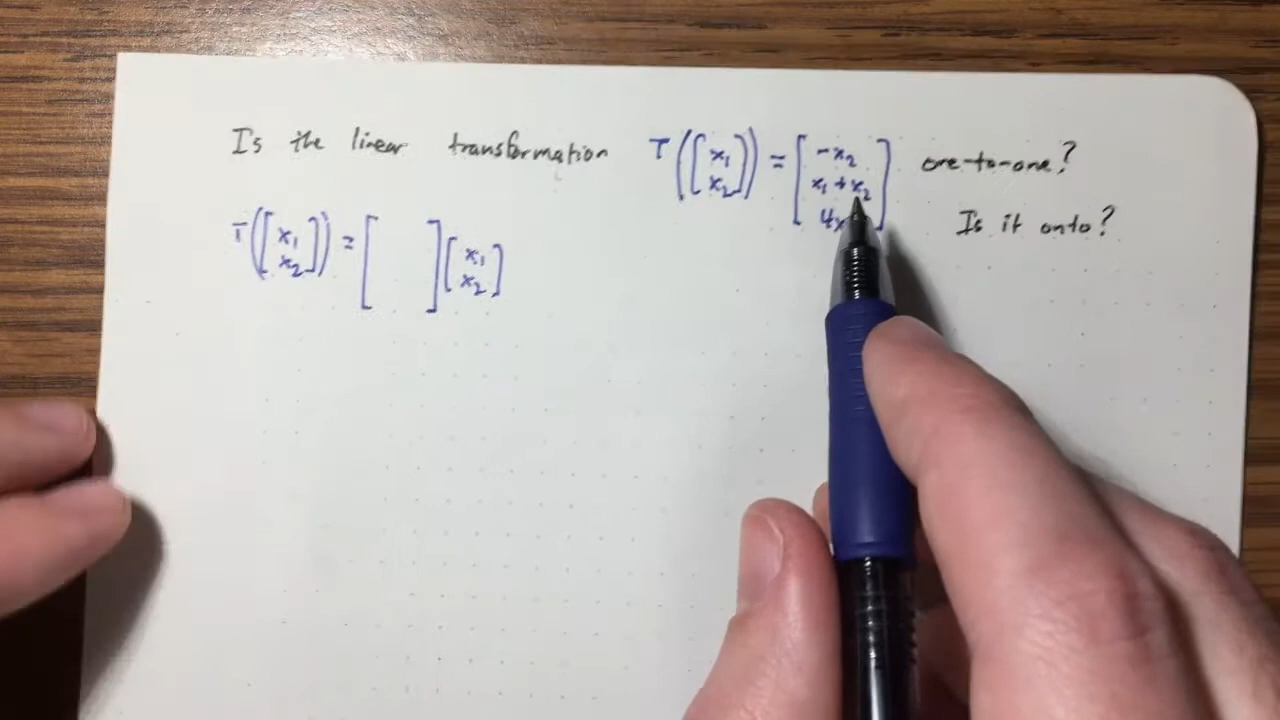 Is the linear transformation T([x₁ x₂]) = [-x₂ x₁+x₂ 4x] one-to-one?
Is it onto?
T([x₁ x₂]) = [ ][x₁ x₂]